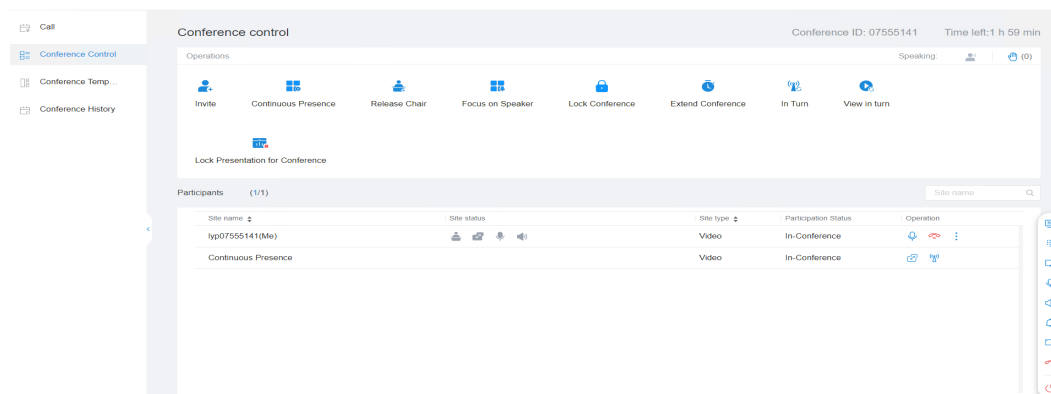 Call
Conference Control
Conference Temp...
Conference History
Conference control
Conference ID: 07555141 Time left:1 h 59 min
Operations
Speaking: (0)
Invite Continuous Presence Release Chair Focus on Speaker Lock Conference Extend Conference In Turn View in turn
Lock Presentation for Conference
Participants (1/1)
Site name
Site name Site status Site type Participation Status Operation
lyp07555141(Me) Video In-Conference
Continuous Presence Video In-Conference